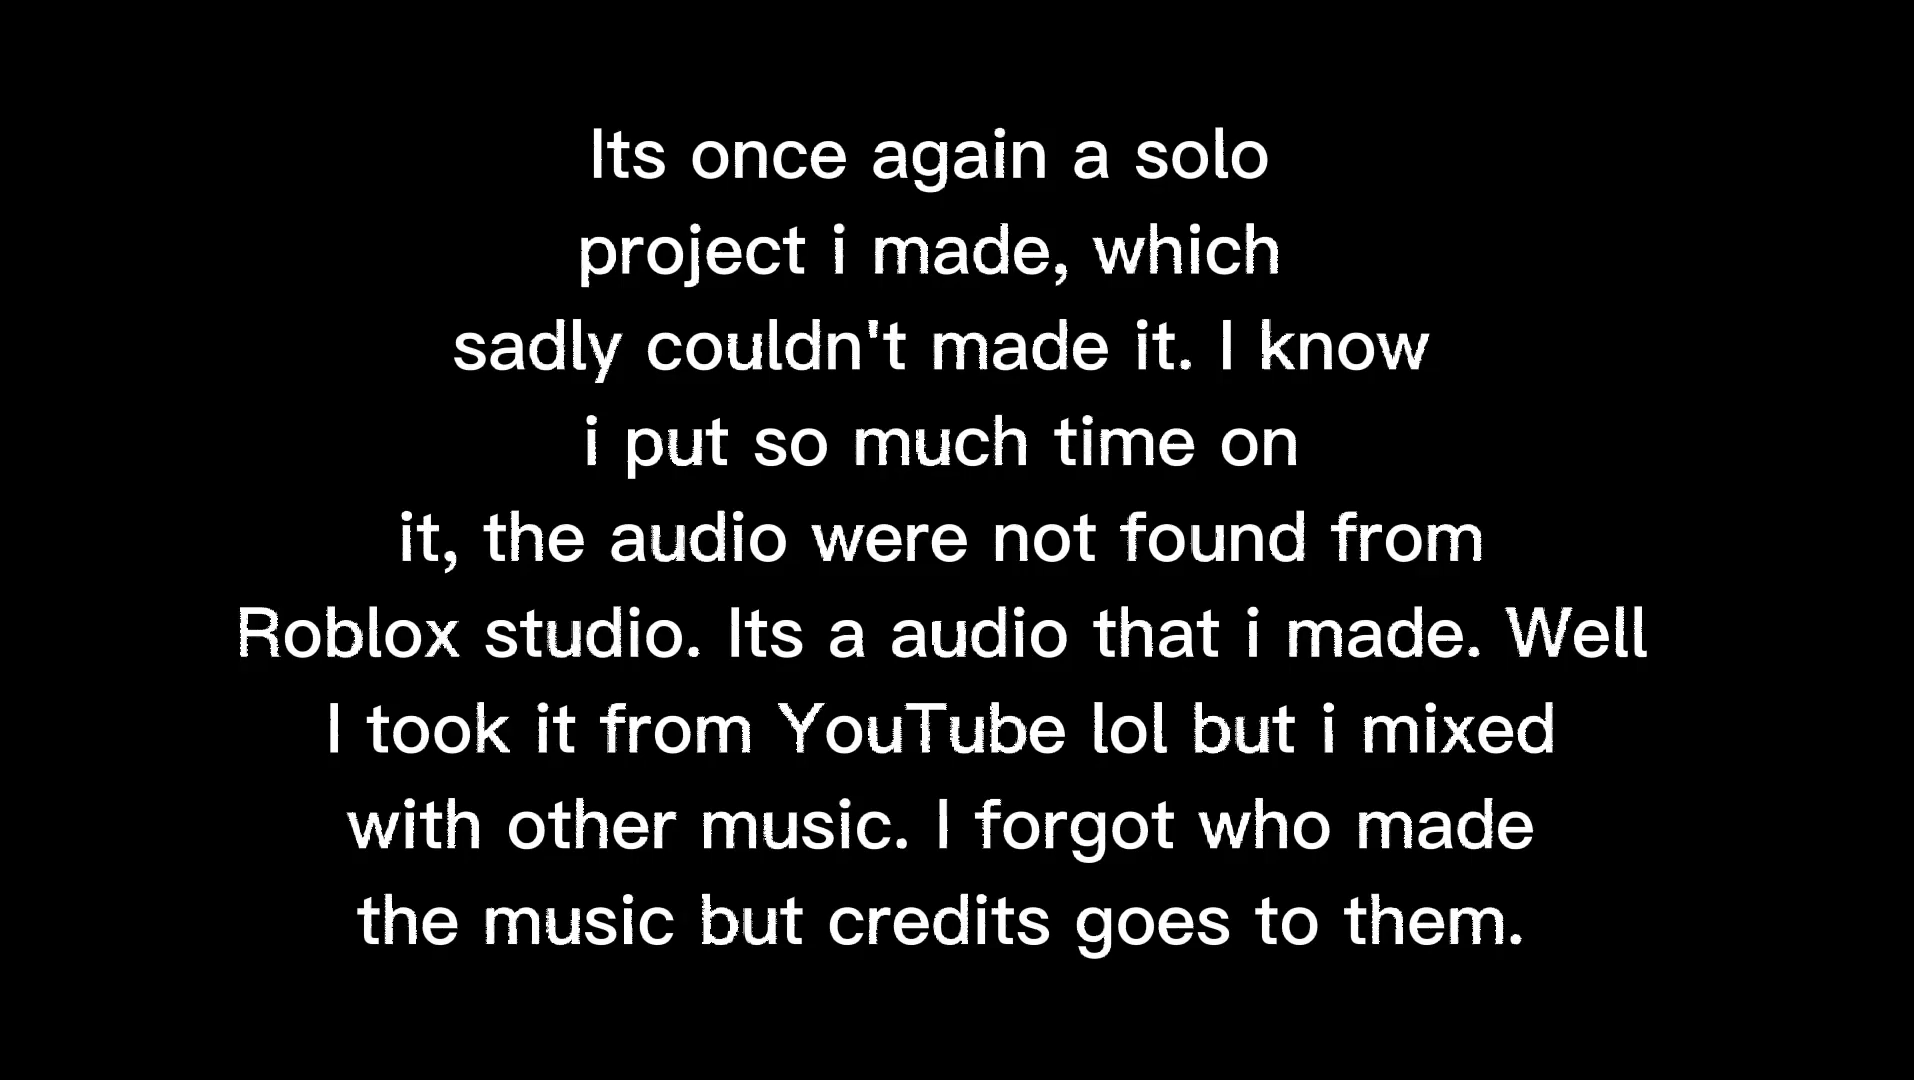 Its once again a solo
project i made, which
sadly couldn't made it. I know
i put so much time on
it, the audio were not found from
Roblox studio. Its a audio that i made. Well
I took it from YouTube lol but i mixed
with other music. I forgot who made
the music but credits goes to them.